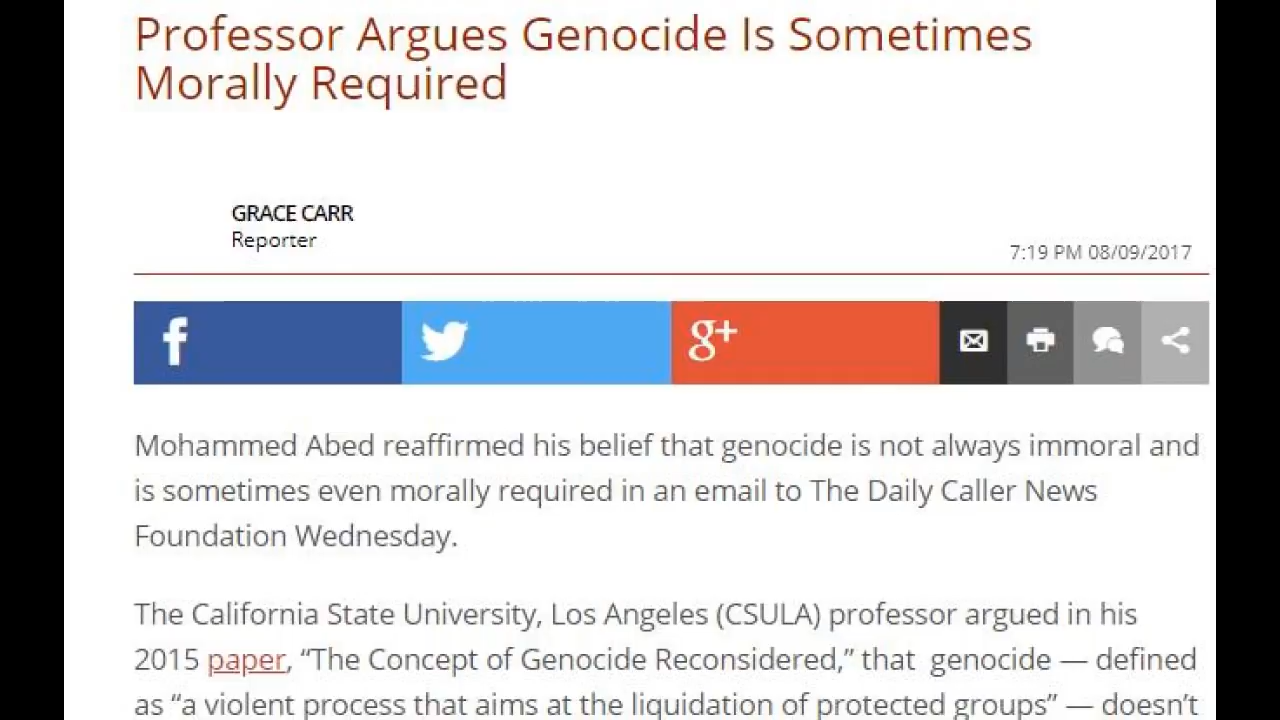 Professor Argues Genocide Is Sometimes
Morally Required
GRACE CARR
Reporter
7:19 PM 08/09/2017
f
g+
Mohammed Abed reaffirmed his belief that genocide is not always immoral and
is sometimes even morally required in an email to The Daily Caller News
Foundation Wednesday.
The California State University, Los Angeles (CSULA) professor argued in his
2015 paper, “The Concept of Genocide Reconsidered,” that genocide — defined
as “a violent process that aims at the liquidation of protected groups” — doesn’t